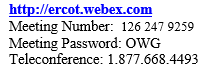 http://ercot.webex.com
Meeting Number:  126 247 9259
Meeting Password: OWG
Teleconference: 1.877.668.4493